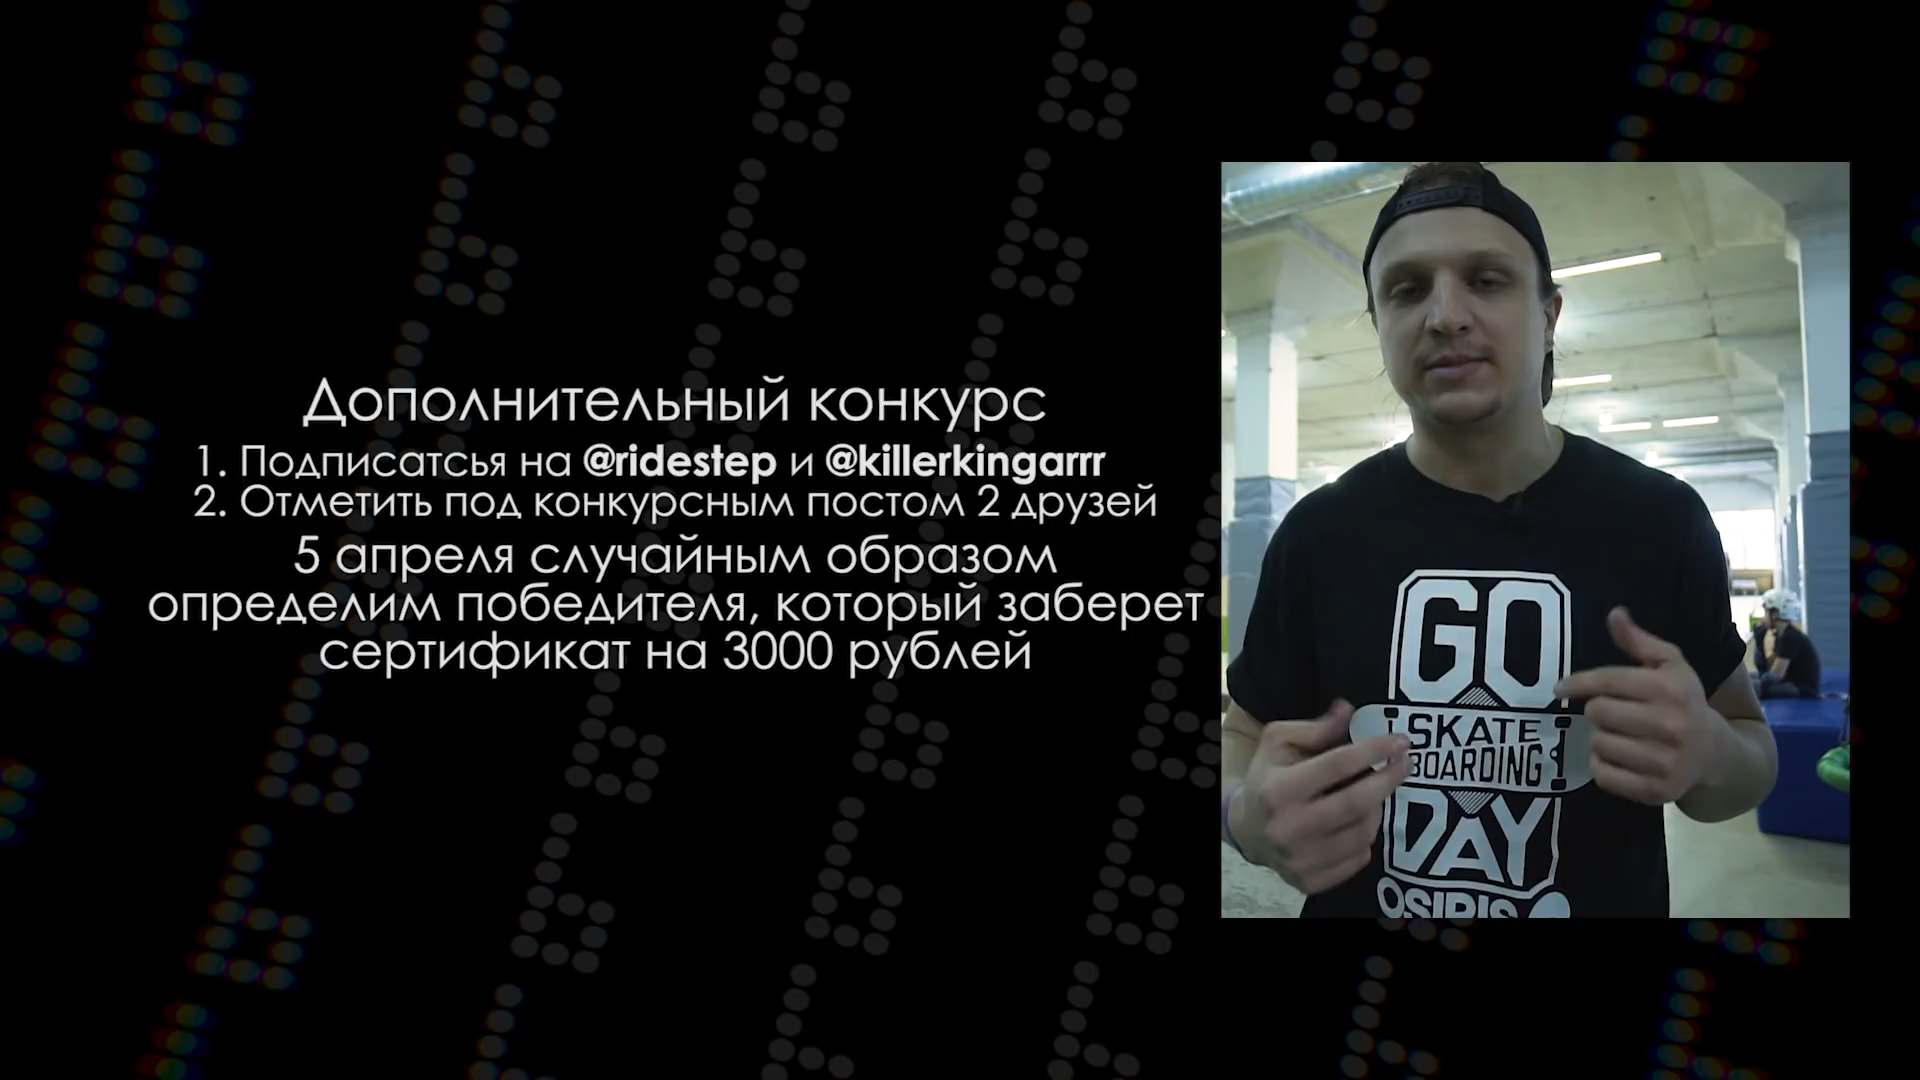 Дополнительный конкурс
1. Подписатсья на @ridestep и @killerkingarrr
2. Отметить под конкурсным постом 2 друзей
5 апреля случайным образом
определим победителя, который заберет
сертификат на 3000 рублей
GO
SKATE
BOARDING
DAY
OSIRIS